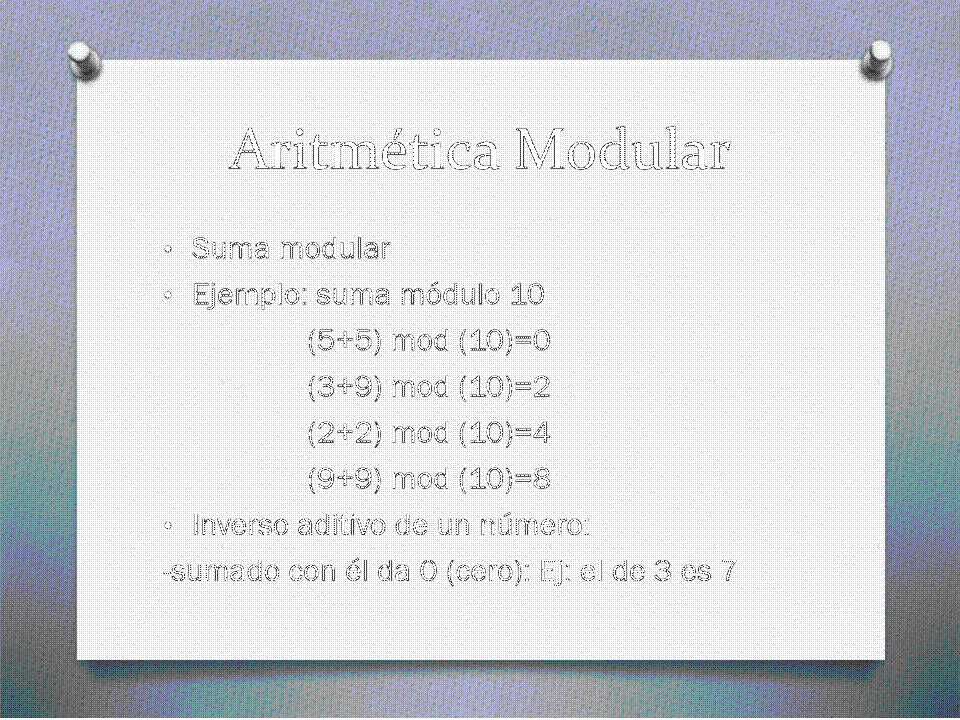 Aritmética Modular
• Suma modular
• Ejemplo: suma módulo 10
(5+5) mod (10)=0
(3+9) mod (10)=2
(2+2) mod (10)=4
(9+9) mod (10)=8
• Inverso aditivo de un número:
-sumado con él da 0 (cero): Ej: el de 3 es 7